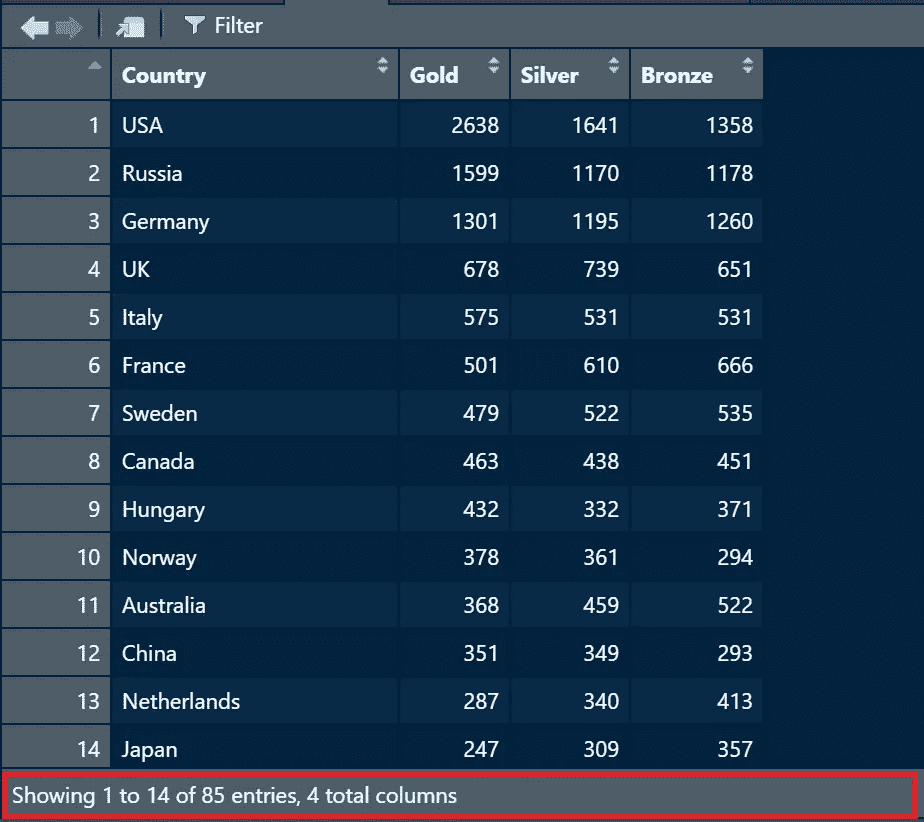 Filter
Country Gold Silver Bronze
1 USA 2638 1641 1358
2 Russia 1599 1170 1178
3 Germany 1301 1195 1260
4 UK 678 739 651
5 Italy 575 531 531
6 France 501 610 666
7 Sweden 479 522 535
8 Canada 463 438 451
9 Hungary 432 332 371
10 Norway 378 361 294
11 Australia 368 459 522
12 China 351 349 293
13 Netherlands 287 340 413
14 Japan 247 309 357
Showing 1 to 14 of 85 entries, 4 total columns